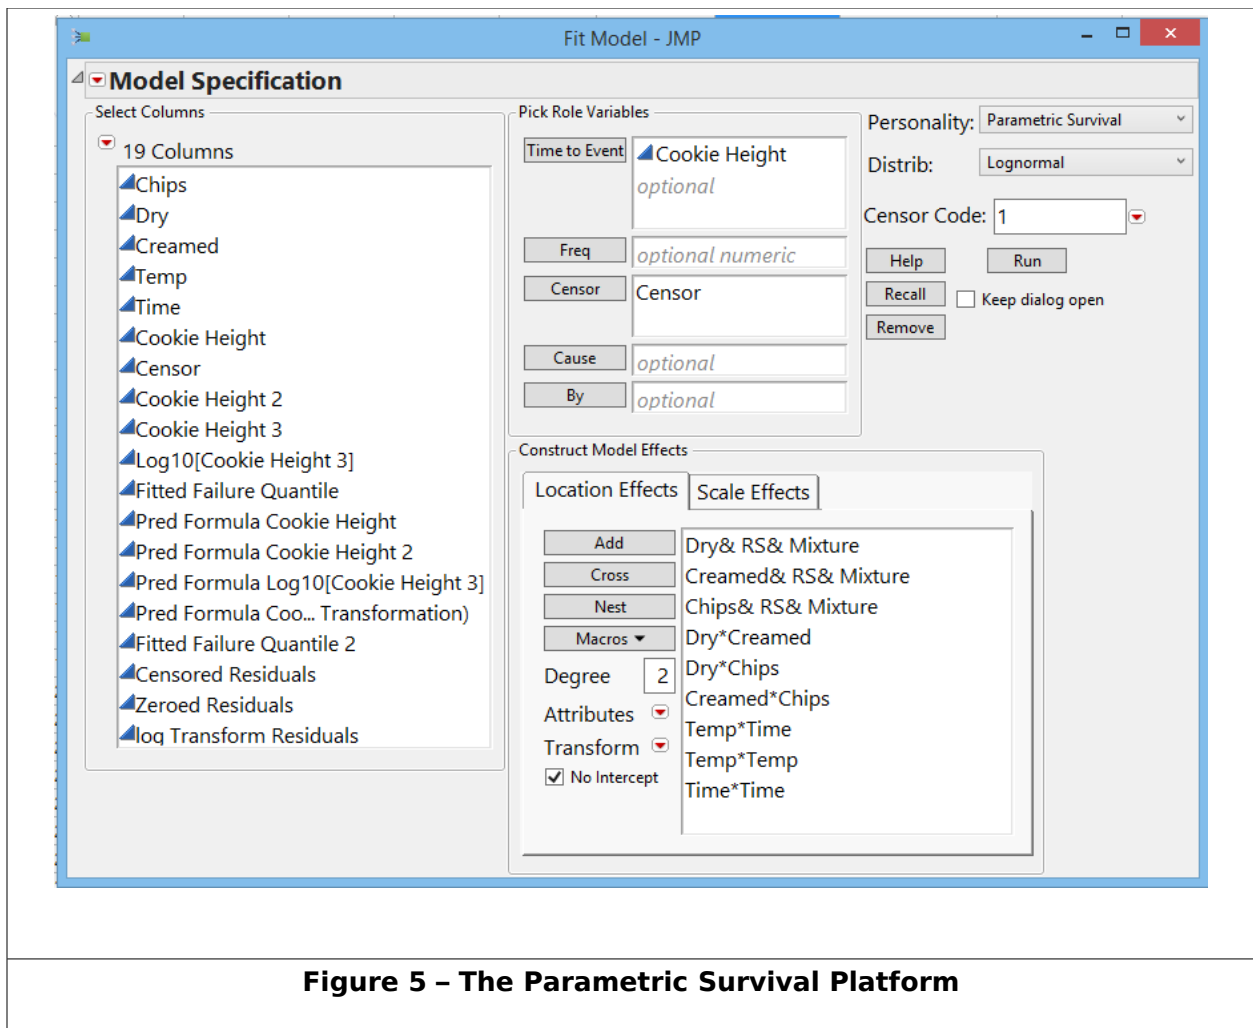 Fit Model - JMP
Model Specification
Select Columns
19 Columns
Chips
Dry
Creamed
Temp
Time
Cookie Height
Censor
Cookie Height 2
Cookie Height 3
Log10[Cookie Height 3]
Fitted Failure Quantile
Pred Formula Cookie Height
Pred Formula Cookie Height 2
Pred Formula Log10[Cookie Height 3]
Pred Formula Coo... Transformation)
Fitted Failure Quantile 2
Censored Residuals
Zeroed Residuals
log Transform Residuals
Pick Role Variables
Time to Event
Cookie Height
optional
Freq
optional numeric
Censor
Censor
Cause
optional
By
optional
Personality: Parametric Survival
Distrib: Lognormal
Censor Code: 1
Help
Run
Recall
Keep dialog open
Remove
Construct Model Effects
Location Effects
Scale Effects
Add
Cross
Nest
Macros
Degree 2
Attributes
Transform
No Intercept
Dry& RS& Mixture
Creamed& RS& Mixture
Chips& RS& Mixture
Dry*Creamed
Dry*Chips
Creamed*Chips
Temp*Time
Temp*Temp
Time*Time
Figure 5 – The Parametric Survival Platform